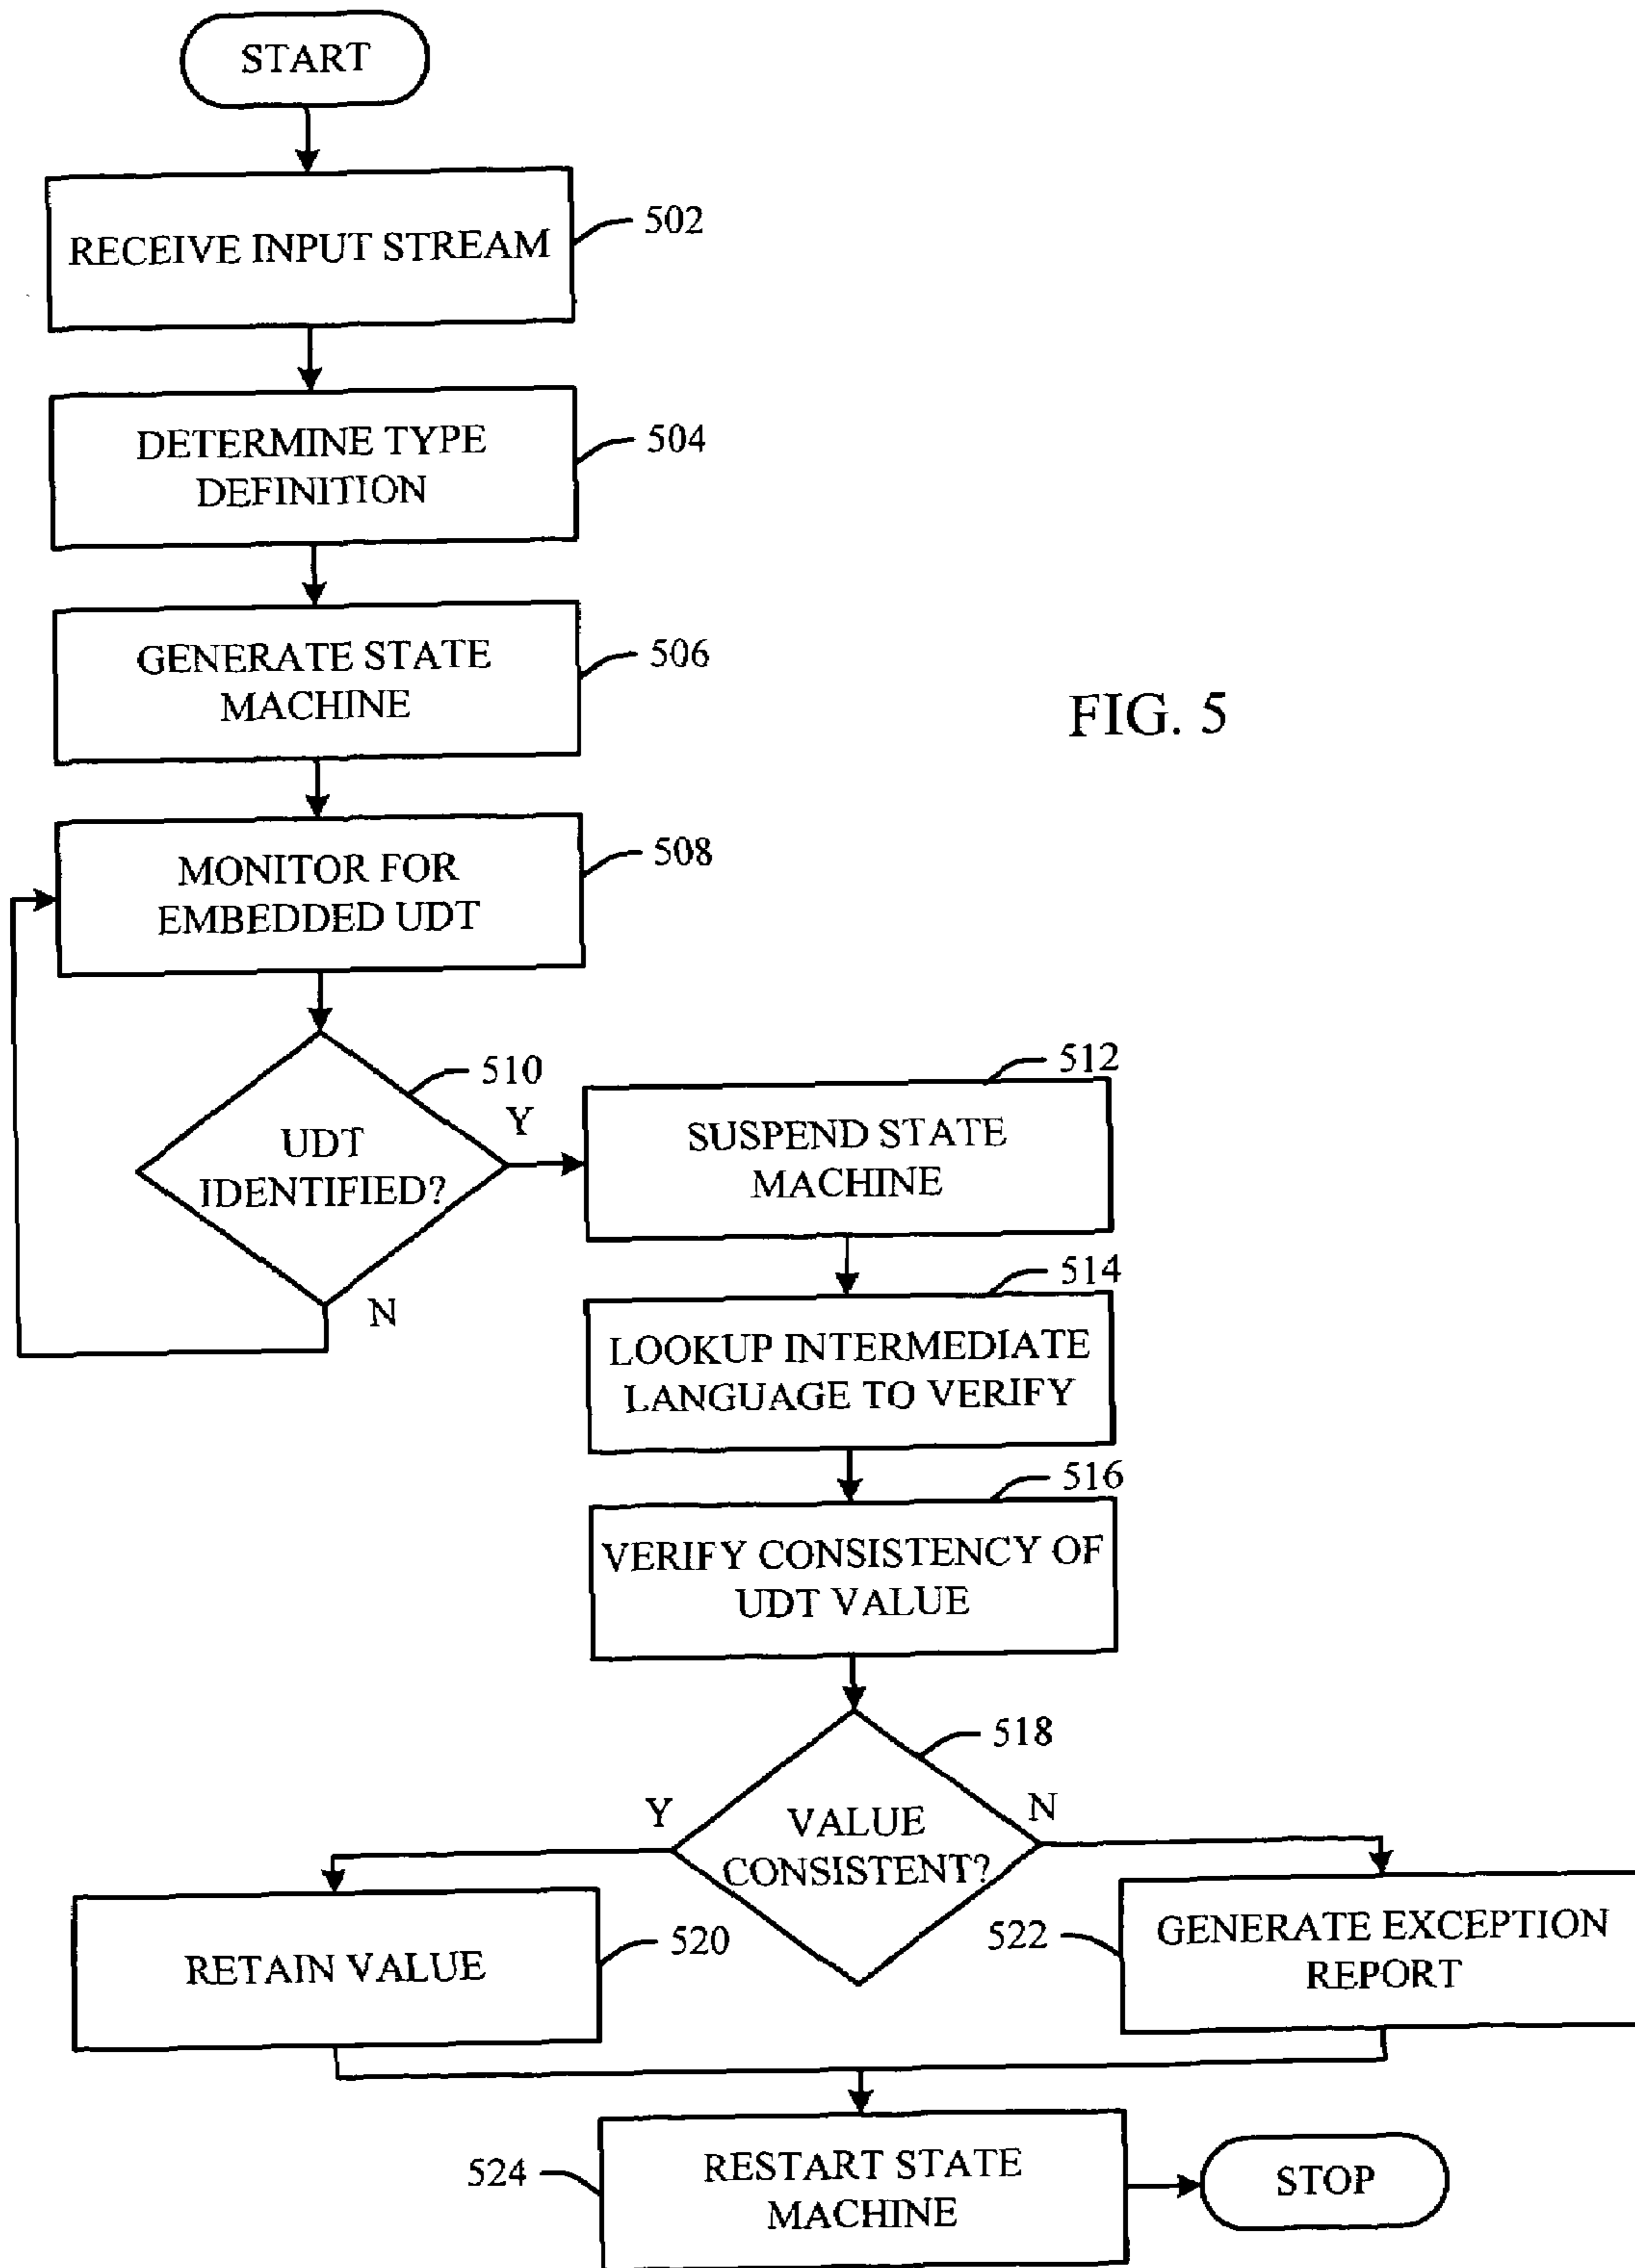 START
RECEIVE INPUT STREAM
502
DETERMINE TYPE
DEFINITION
504
GENERATE STATE
MACHINE
506
FIG. 5
MONITOR FOR
EMBEDDED UDT
508
UDT
IDENTIFIED?
510
Y
N
SUSPEND STATE
MACHINE
512
LOOKUP INTERMEDIATE
LANGUAGE TO VERIFY
514
VERIFY CONSISTENCY OF
UDT VALUE
516
VALUE
CONSISTENT?
518
Y
N
RETAIN VALUE
520
GENERATE EXCEPTION
REPORT
522
RESTART STATE
MACHINE
524
STOP